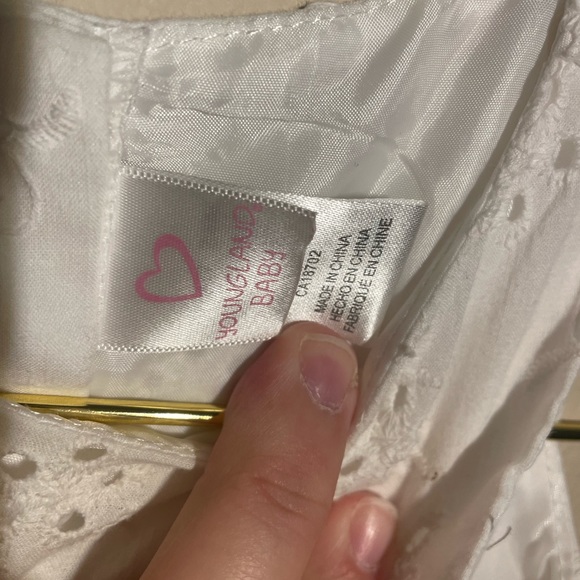 YOUNGLAND
BABY
CA18702
MADE IN CHINA
HECHO EN CHINA
FABRIQUÉ EN CHINE